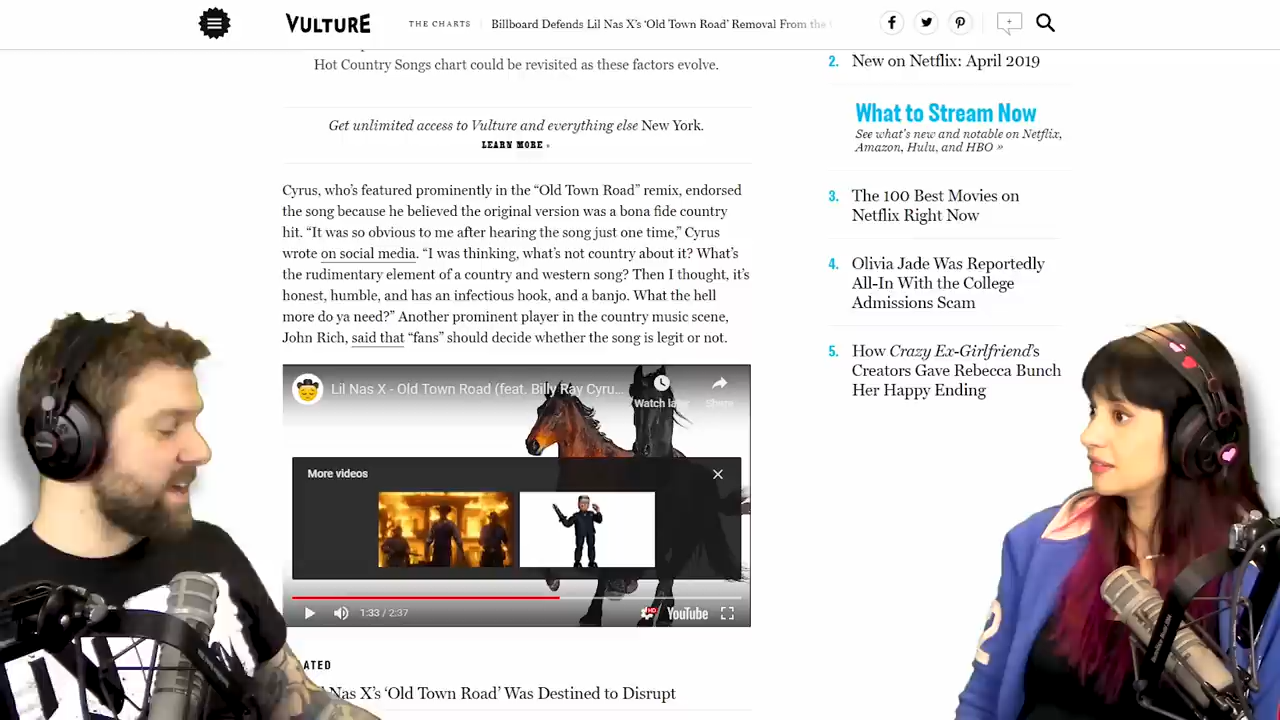 VULTURE
THE CHARTS
Billboard Defends Lil Nas X's ‘Old Town Road’ Removal From the
Hot Country Songs chart could be revisited as these factors evolve.
Get unlimited access to Vulture and everything else New York.
LEARN MORE »
Cyrus, who’s featured prominently in the “Old Town Road” remix, endorsed
the song because he believed the original version was a bona fide country
hit. “It was so obvious to me after hearing the song just one time,” Cyrus
wrote on social media. “I was thinking, what’s not country about it? What’s
the rudimentary element of a country and western song? Then I thought, it’s
honest, humble, and has an infectious hook, and a banjo. What the hell
more do ya need?” Another prominent player in the country music scene,
John Rich, said that “fans” should decide whether the song is legit or not.
Lil Nas X - Old Town Road (feat. Billy Ray Cyru...
Watch la
Share
More videos
1:33 / 2:37
HD
YouTube
ATED
Nas X’s ‘Old Town Road’ Was Destined to Disrupt
2. New on Netflix: April 2019
What to Stream Now
See what’s new and notable on Netflix,
Amazon, Hulu, and HBO »
3. The 100 Best Movies on
Netflix Right Now
4. Olivia Jade Was Reportedly
All-In With the College
Admissions Scam
5. How Crazy Ex-Girlfriend’s
Creators Gave Rebecca Bunch
Her Happy Ending